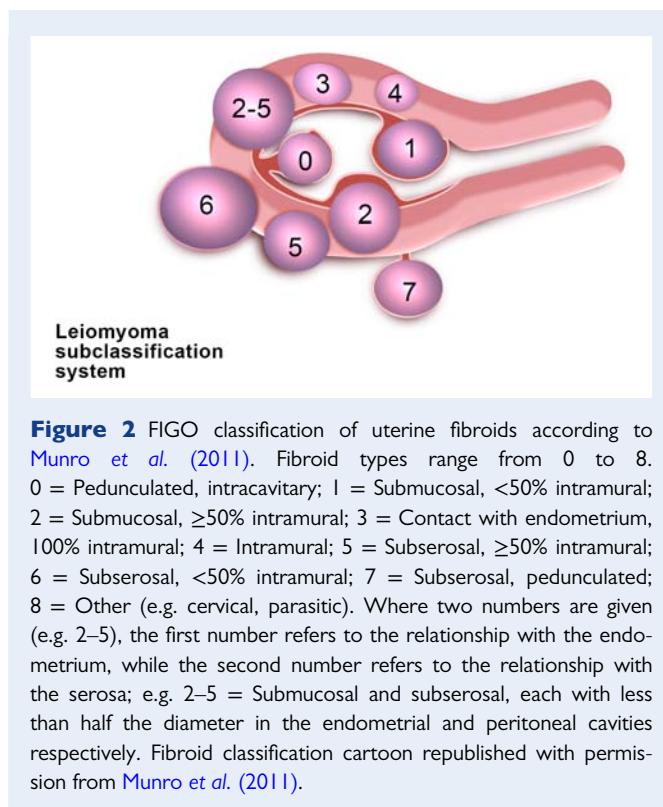 3
4
2-5
1
0
6
2
5
7
Leiomyoma
subclassification
system
Figure 2 FIGO classification of uterine fibroids according to
Munro et al. (2011). Fibroid types range from 0 to 8.
0 = Pedunculated, intracavitary; 1 = Submucosal, <50% intramural;
2 = Submucosal, ≥50% intramural; 3 = Contact with endometrium,
100% intramural; 4 = Intramural; 5 = Subserosal, ≥50% intramural;
6 = Subserosal, <50% intramural; 7 = Subserosal, pedunculated;
8 = Other (e.g. cervical, parasitic). Where two numbers are given
(e.g. 2–5), the first number refers to the relationship with the endo-
metrium, while the second number refers to the relationship with
the serosa; e.g. 2–5 = Submucosal and subserosal, each with less
than half the diameter in the endometrial and peritoneal cavities
respectively. Fibroid classification cartoon republished with permis-
sion from Munro et al. (2011).